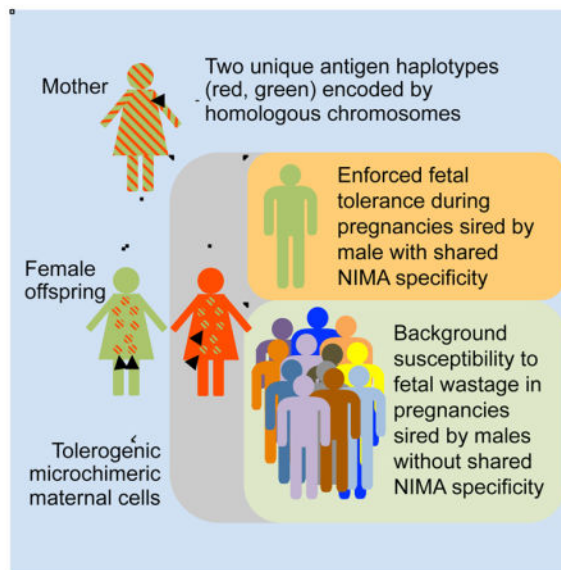 Mother
Two unique antigen haplotypes
(red, green) encoded by
homologous chromosomes
Enforced fetal
tolerance during
pregnancies sired by
male with shared
NIMA specificity
Female
offspring
Background
susceptibility to
fetal wastage in
pregnancies
sired by males
without shared
NIMA specificity
Tolerogenic
microchimeric
maternal cells